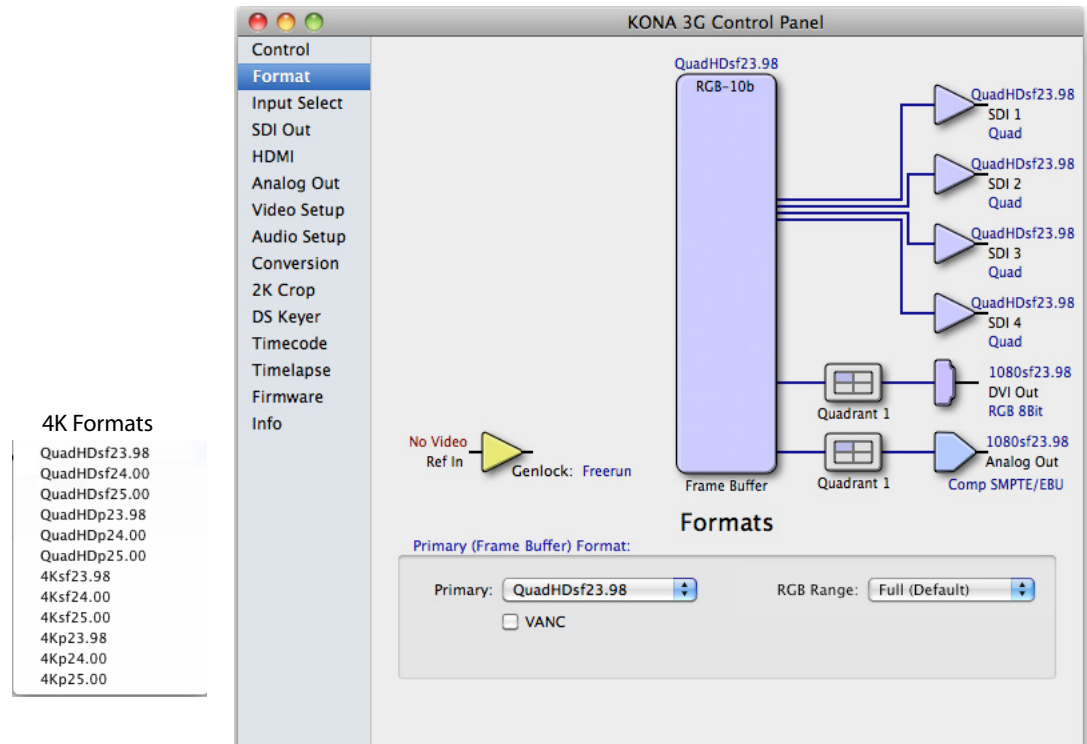 KONA 3G Control Panel
Control
Format
Input Select
SDI Out
HDMI
Analog Out
Video Setup
Audio Setup
Conversion
2K Crop
DS Keyer
Timecode
Timelapse
Firmware
Info
QuadHDsf23.98
RGB-10b
QuadHDsf23.98
SDI 1
Quad
QuadHDsf23.98
SDI 2
Quad
QuadHDsf23.98
SDI 3
Quad
QuadHDsf23.98
SDI 4
Quad
Quadrant 1
1080sf23.98
DVI Out
RGB 8Bit
No Video
Ref In
Genlock: Freerun
Frame Buffer
Quadrant 1
1080sf23.98
Analog Out
Comp SMPTE/EBU
Formats
Primary (Frame Buffer) Format:
Primary: QuadHDsf23.98
RGB Range: Full (Default)
VANC
4K Formats
QuadHDsf23.98
QuadHDsf24.00
QuadHDsf25.00
QuadHDp23.98
QuadHDp24.00
QuadHDp25.00
4Ksf23.98
4Ksf24.00
4Ksf25.00
4Kp23.98
4Kp24.00
4Kp25.00